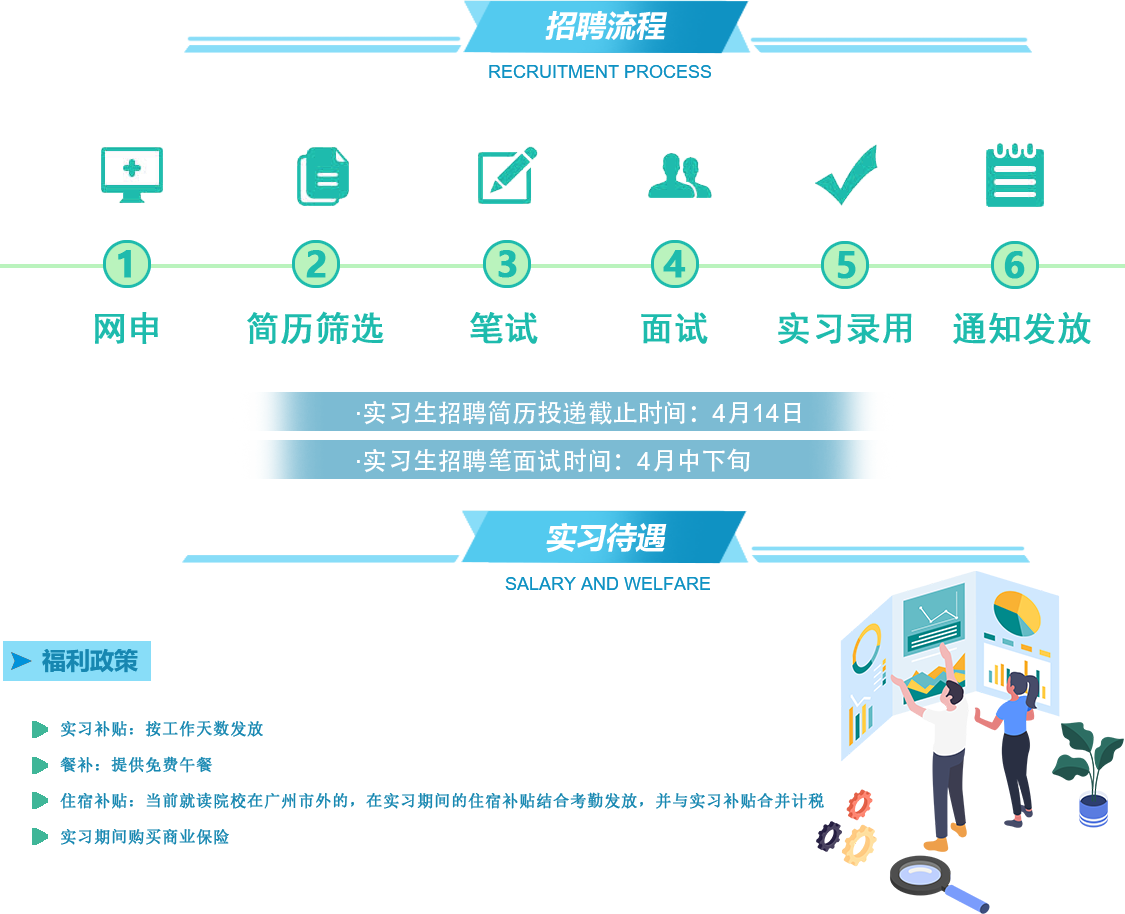 招聘流程
RECRUITMENT PROCESS
1 2 3 4 5 6
网申 简历筛选 笔试 面试 实习录用 通知发放
·实习生招聘简历投递截止时间：4月14日
·实习生招聘笔面试时间：4月中下旬
实习待遇
SALARY AND WELFARE
福利政策
实习补贴：按工作天数发放
餐补：提供免费午餐
住宿补贴：当前就读院校在广州市外的，在实习期间的住宿补贴结合考勤发放，并与实习补贴合并计税
实习期间购买商业保险